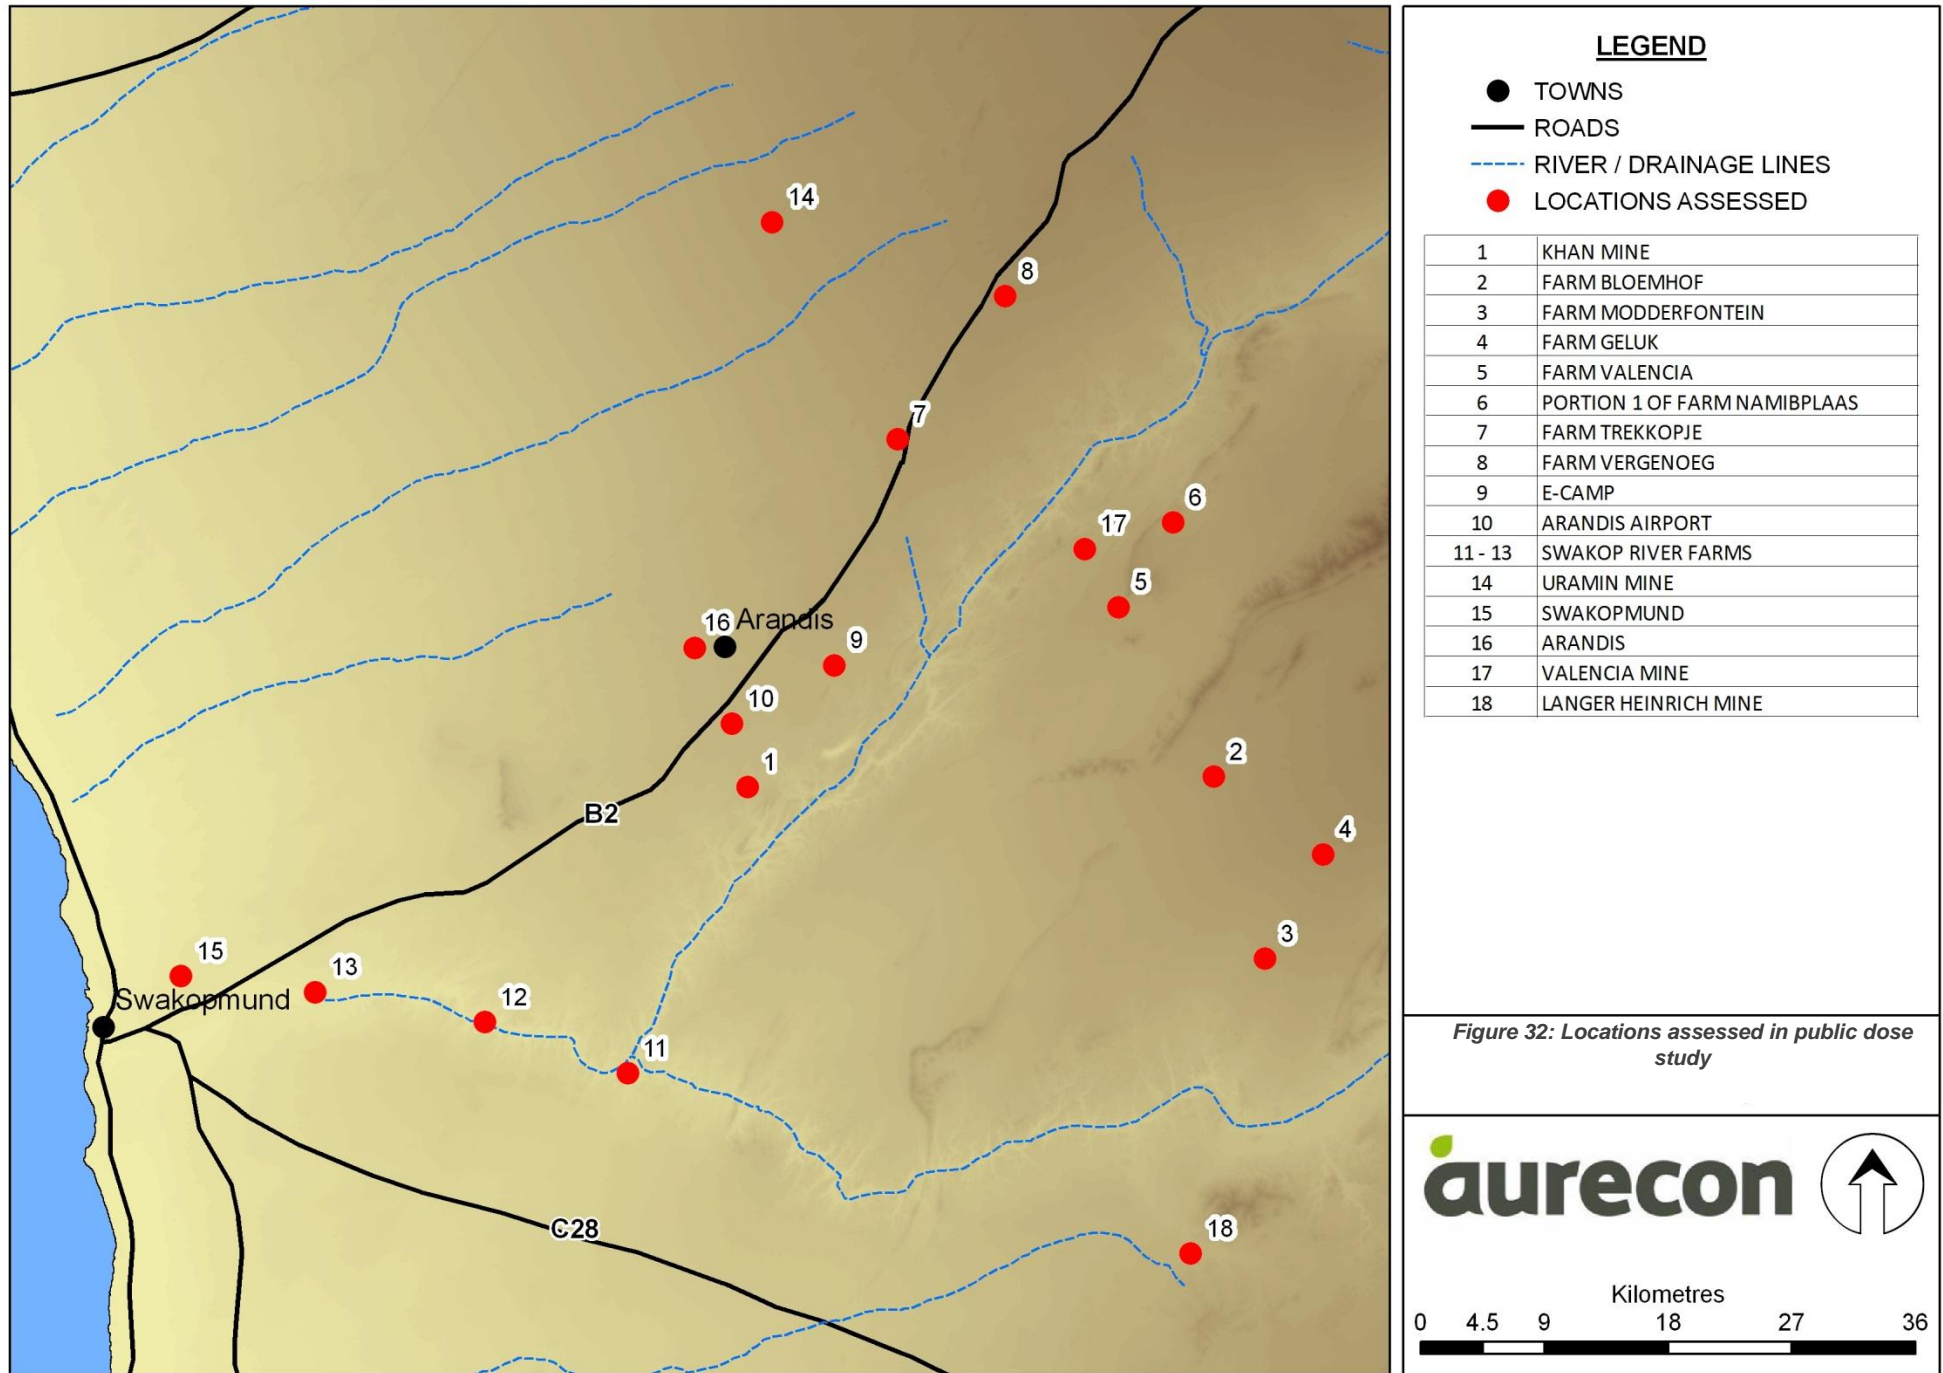 14
8
7
6
17
5
16 Arandis
9
10
1
2
B2
4
3
15
13
Swakopmund
12
11
18
C28
LEGEND
TOWNS
ROADS
RIVER / DRAINAGE LINES
LOCATIONS ASSESSED
1 KHAN MINE
2 FARM BLOEMHOF
3 FARM MODDERFONTEIN
4 FARM GELUK
5 FARM VALENCIA
6 PORTION 1 OF FARM NAMIBPLAAS
7 FARM TREKKOPJE
8 FARM VERGENOEG
9 E-CAMP
10 ARANDIS AIRPORT
11 - 13 SWAKOP RIVER FARMS
14 URAMIN MINE
15 SWAKOPMUND
16 ARANDIS
17 VALENCIA MINE
18 LANGER HEINRICH MINE
Figure 32: Locations assessed in public dose
study
aurecon
Kilometres
0 4.5 9 18 27 36